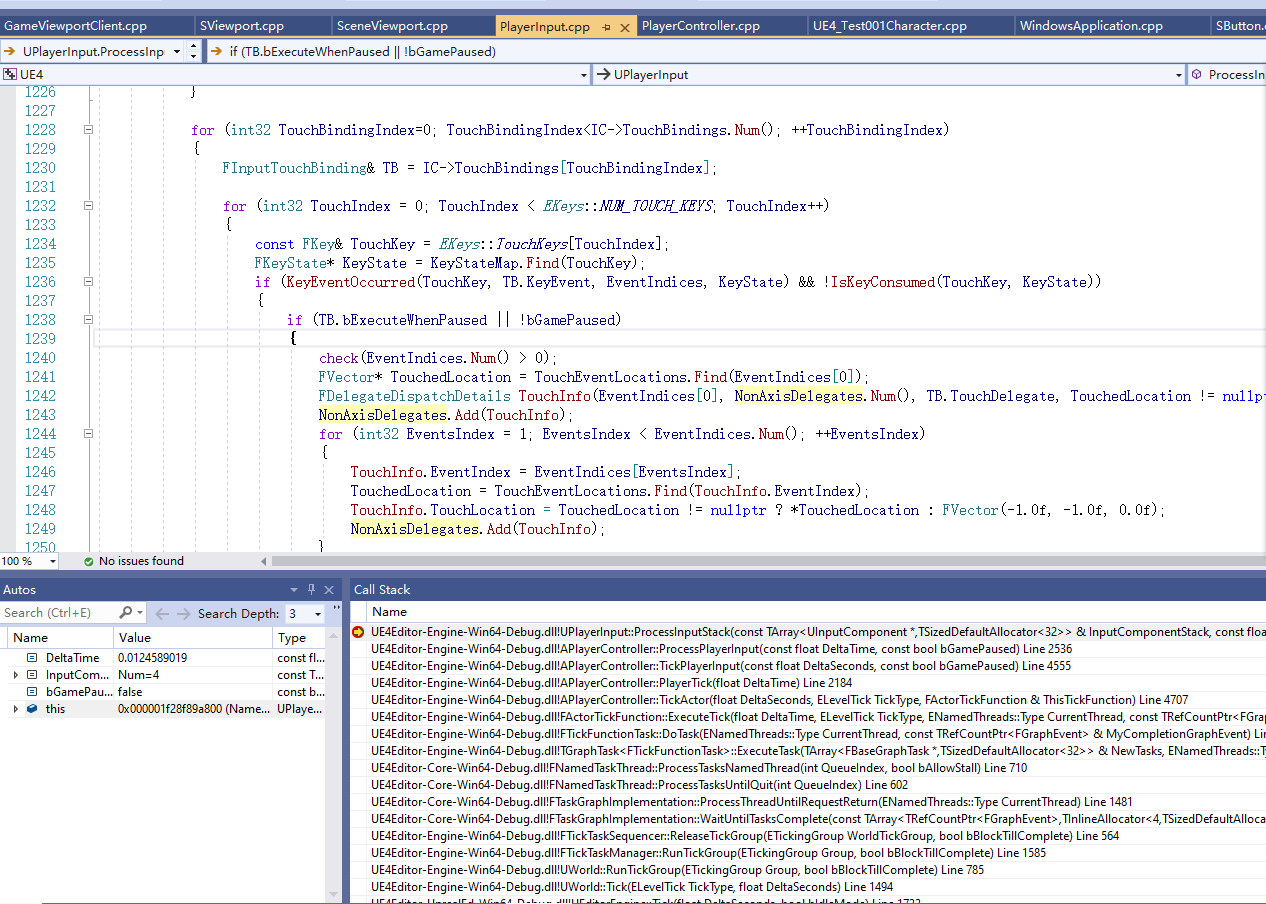 GameViewportClient.cpp SViewport.cpp SceneViewport.cpp PlayerInput.cpp PlayerController.cpp UE4_Test001Character.cpp WindowsApplication.cpp SButton.c
UPlayerInput.ProcessInp if (TB.bExecuteWhenPaused || !bGamePaused)
UE4 UPlayerInput ProcessIn
1226 }
1227
1228 for (int32 TouchBindingIndex=0; TouchBindingIndex<IC->TouchBindings.Num(); ++TouchBindingIndex)
1229 {
1230 FInputTouchBinding& TB = IC->TouchBindings[TouchBindingIndex];
1231
1232 for (int32 TouchIndex = 0; TouchIndex < EKeys::NUM_TOUCH_KEYS; TouchIndex++)
1233 {
1234 const FKey& TouchKey = EKeys::TouchKeys[TouchIndex];
1235 FKeyState* KeyState = KeyStateMap.Find(TouchKey);
1236 if (KeyEventOccurred(TouchKey, TB.KeyEvent, EventIndices, KeyState) && !IsKeyConsumed(TouchKey, KeyState))
1237 {
1238 if (TB.bExecuteWhenPaused || !bGamePaused)
1239 {
1240 check(EventIndices.Num() > 0);
1241 FVector* TouchedLocation = TouchEventLocations.Find(EventIndices[0]);
1242 FDelegateDispatchDetails TouchInfo(EventIndices[0], NonAxisDelegates.Num(), TB.TouchDelegate, TouchedLocation != nullpt
1243 NonAxisDelegates.Add(TouchInfo);
1244 for (int32 EventsIndex = 1; EventsIndex < EventIndices.Num(); ++EventsIndex)
1245 {
1246 TouchInfo.EventIndex = EventIndices[EventsIndex];
1247 TouchedLocation = TouchEventLocations.Find(TouchInfo.EventIndex);
1248 TouchInfo.TouchLocation = TouchedLocation != nullptr ? *TouchedLocation : FVector(-1.0f, -1.0f, 0.0f);
1249 NonAxisDelegates.Add(TouchInfo);
1250 }
100 % No issues found
Autos
Search (Ctrl+E) Search Depth: 3
Name Value Type
DeltaTime 0.0124589019 const fl...
InputCom... Num=4 const T...
bGamePau... false const b...
this 0x000001f28f89a800 (Name... UPlaye...
Call Stack
Name
UE4Editor-Engine-Win64-Debug.dll!UPlayerInput::ProcessInputStack(const TArray<UInputComponent *,TSizedDefaultAllocator<32>> & InputComponentStack, const floa
UE4Editor-Engine-Win64-Debug.dll!APlayerController::ProcessPlayerInput(const float DeltaTime, const bool bGamePaused) Line 2536
UE4Editor-Engine-Win64-Debug.dll!APlayerController::TickPlayerInput(const float DeltaSeconds, const bool bGamePaused) Line 4555
UE4Editor-Engine-Win64-Debug.dll!APlayerController::PlayerTick(float DeltaTime) Line 2184
UE4Editor-Engine-Win64-Debug.dll!APlayerController::TickActor(float DeltaSeconds, ELevelTick TickType, FActorTickFunction & ThisTickFunction) Line 4707
UE4Editor-Engine-Win64-Debug.dll!FActorTickFunction::ExecuteTick(float DeltaTime, ELevelTick TickType, ENamedThreads::Type CurrentThread, const TRefCountPtr<FGrap
UE4Editor-Engine-Win64-Debug.dll!FTickFunctionTask::DoTask(ENamedThreads::Type CurrentThread, const TRefCountPtr<FGraphEvent> & MyCompletionGraphEvent) Lin
UE4Editor-Engine-Win64-Debug.dll!TGraphTask<FTickFunctionTask>::ExecuteTask(TArray<FBaseGraphTask *,TSizedDefaultAllocator<32>> & NewTasks, ENamedThreads::Ty
UE4Editor-Core-Win64-Debug.dll!FNamedTaskThread::ProcessTasksNamedThread(int QueueIndex, bool bAllowStall) Line 710
UE4Editor-Core-Win64-Debug.dll!FNamedTaskThread::ProcessTasksUntilQuit(int QueueIndex) Line 602
UE4Editor-Core-Win64-Debug.dll!FTaskGraphImplementation::ProcessThreadUntilRequestReturn(ENamedThreads::Type CurrentThread) Line 1481
UE4Editor-Core-Win64-Debug.dll!FTaskGraphImplementation::WaitUntilTasksComplete(const TArray<TRefCountPtr<FGraphEvent>,TInlineAllocator<4,TSizedDefaultAlloca
UE4Editor-Engine-Win64-Debug.dll!FTickTaskSequencer::ReleaseTickGroup(ETickingGroup WorldTickGroup, bool bBlockTillComplete) Line 564
UE4Editor-Engine-Win64-Debug.dll!FTickTaskManager::RunTickGroup(ETickingGroup Group, bool bBlockTillComplete) Line 1585
UE4Editor-Engine-Win64-Debug.dll!UWorld::RunTickGroup(ETickingGroup Group, bool bBlockTillComplete) Line 785
UE4Editor-Engine-Win64-Debug.dll!UWorld::Tick(ELevelTick TickType, float DeltaSeconds) Line 1494
UE4Editor-UnrealEd-Win64-Debug.dll!UEditorEngine::Tick(float DeltaSeconds, bool bIdleMode) Line